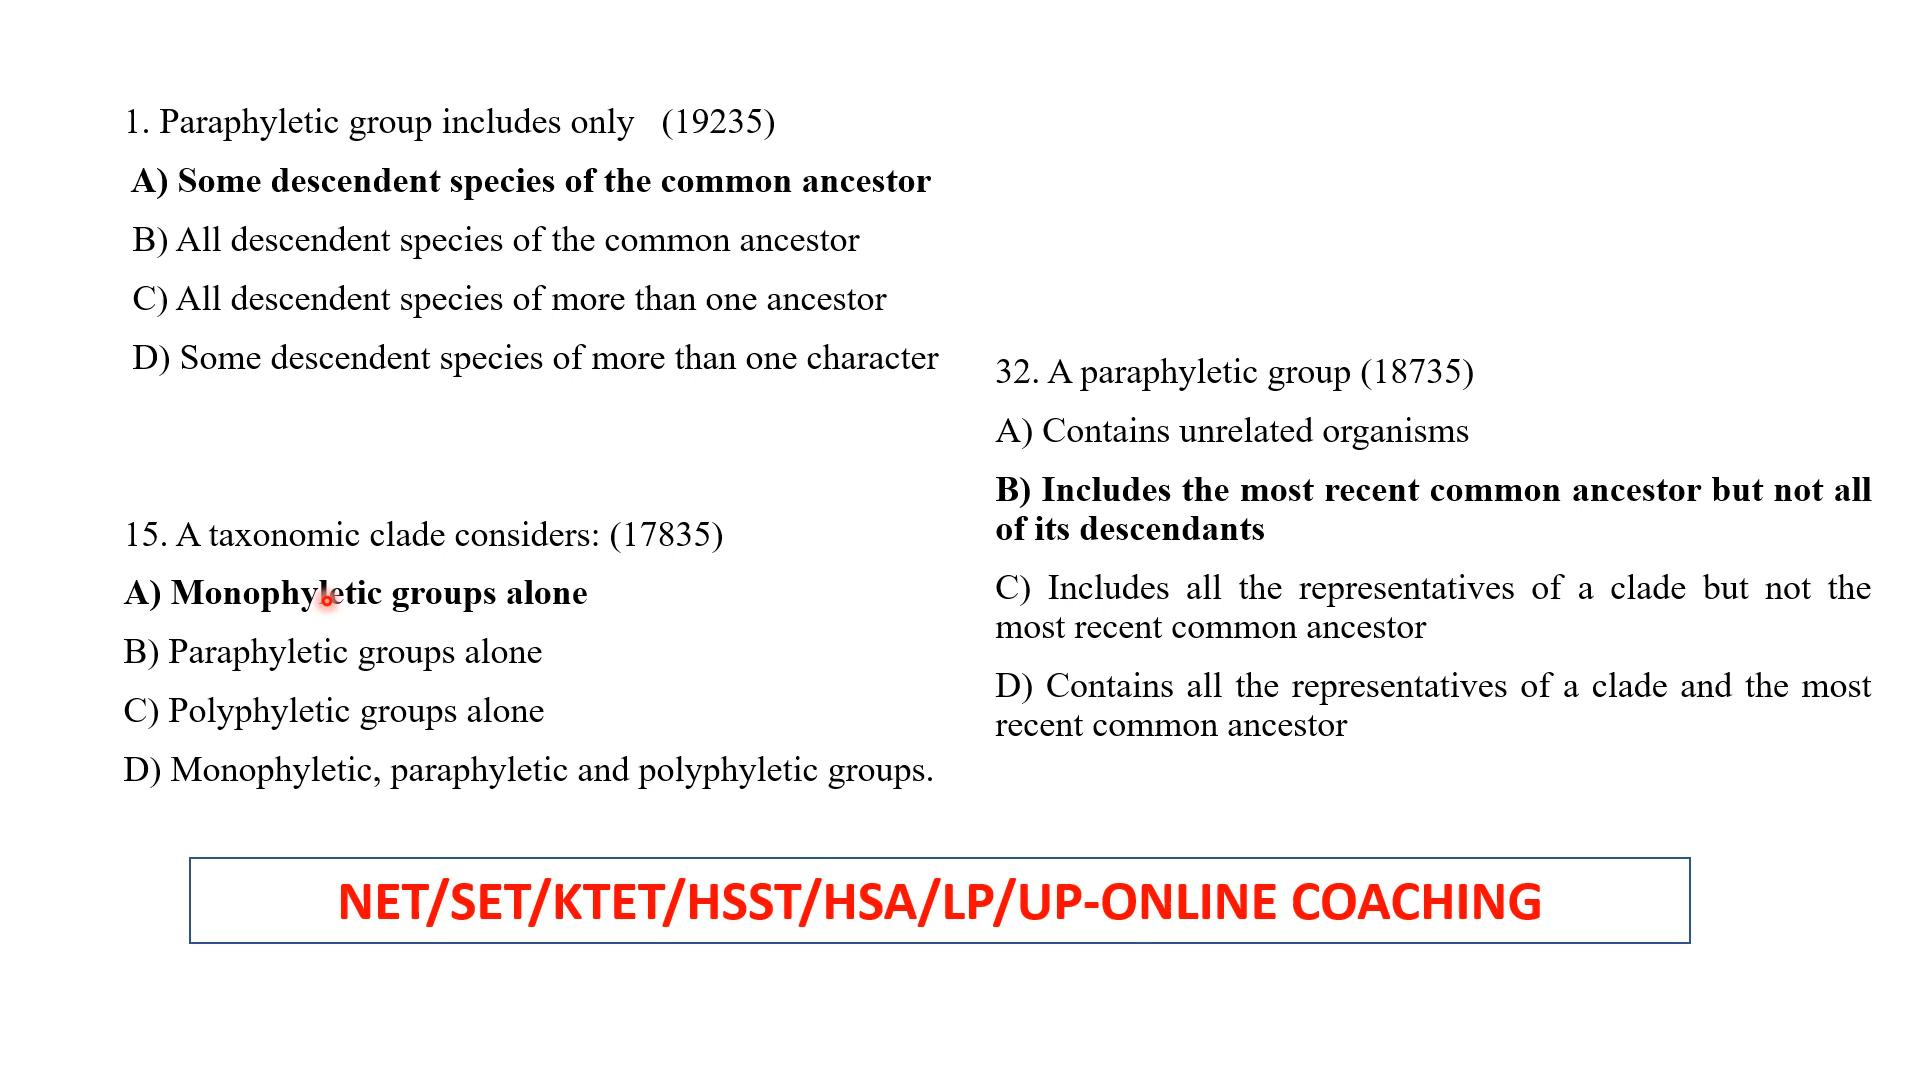 1. Paraphyletic group includes only (19235)
A) Some descendent species of the common ancestor
B) All descendent species of the common ancestor
C) All descendent species of more than one ancestor
D) Some descendent species of more than one character
15. A taxonomic clade considers: (17835)
A) Monophyletic groups alone
B) Paraphyletic groups alone
C) Polyphyletic groups alone
D) Monophyletic, paraphyletic and polyphyletic groups.
32. A paraphyletic group (18735)
A) Contains unrelated organisms
B) Includes the most recent common ancestor but not all
of its descendants
C) Includes all the representatives of a clade but not the
most recent common ancestor
D) Contains all the representatives of a clade and the most
recent common ancestor
NET/SET/KTET/HSST/HSA/LP/UP-ONLINE COACHING